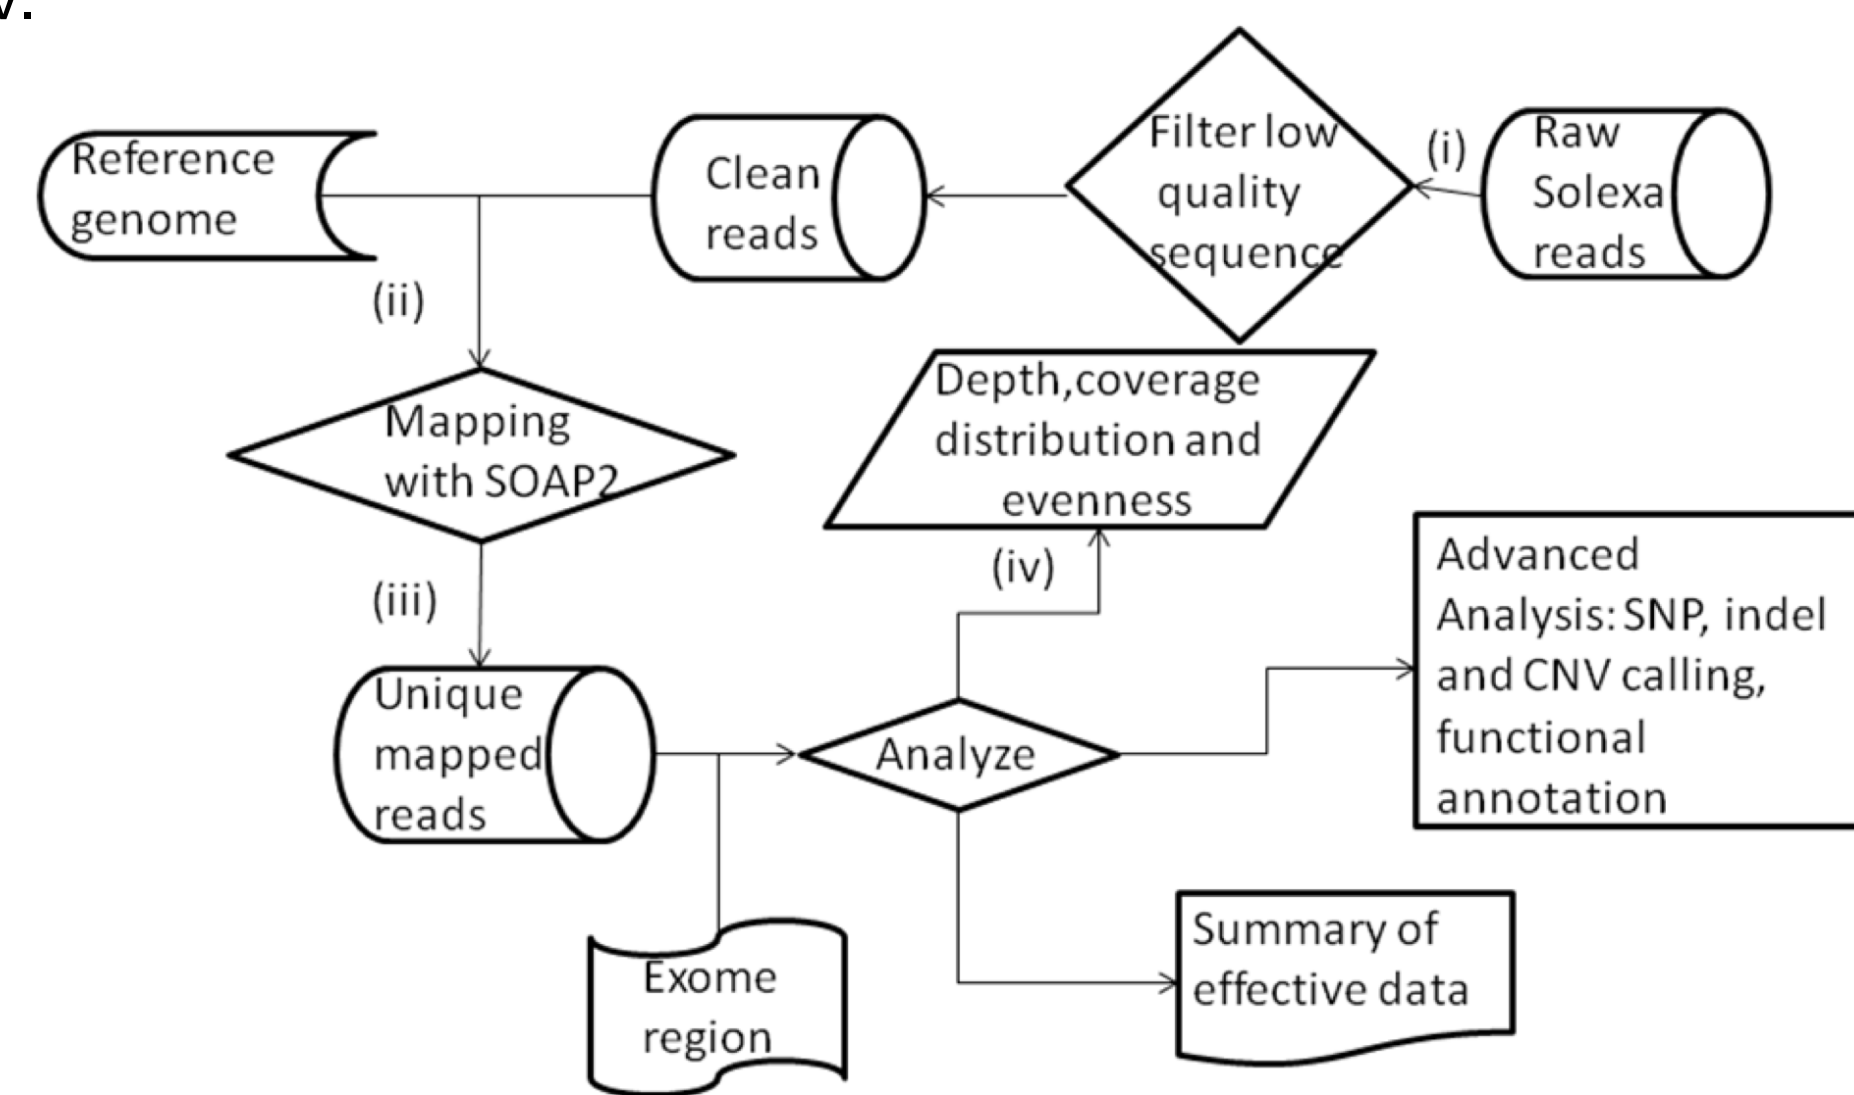 Reference
genome
Clean
reads
Filter low
quality
sequence
(i)
Raw
Solexa
reads
(ii)
Mapping
with SOAP2
Depth,coverage
distribution and
evenness
(iii)
(iv)
Unique
mapped
reads
Analyze
Advanced
Analysis: SNP, indel
and CNV calling,
functional
annotation
Exome
region
Summary of
effective data